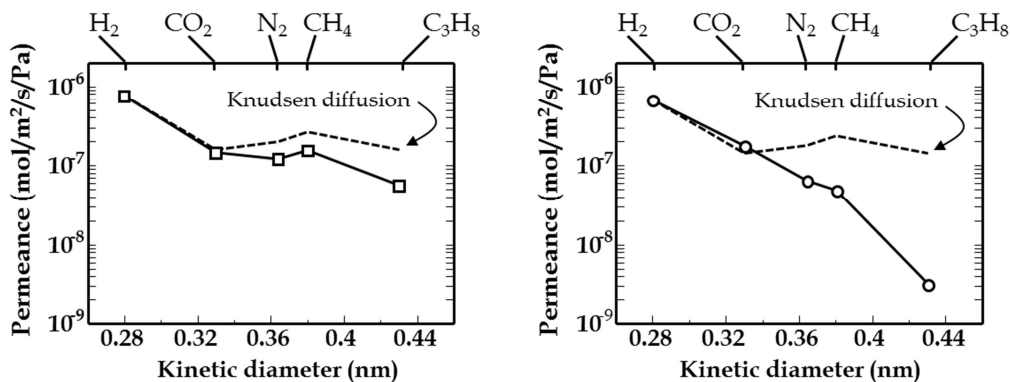 H₂ CO₂ N₂ CH₄ C₃H₈
Permeance (mol/m²/s/Pa)
10⁻⁶
10⁻⁷
10⁻⁸
10⁻⁹
Knudsen diffusion
0.28 0.32 0.36 0.4 0.44
Kinetic diameter (nm)
H₂ CO₂ N₂ CH₄ C₃H₈
Permeance (mol/m²/s/Pa)
10⁻⁶
10⁻⁷
10⁻⁸
10⁻⁹
Knudsen diffusion
0.28 0.32 0.36 0.4 0.44
Kinetic diameter (nm)